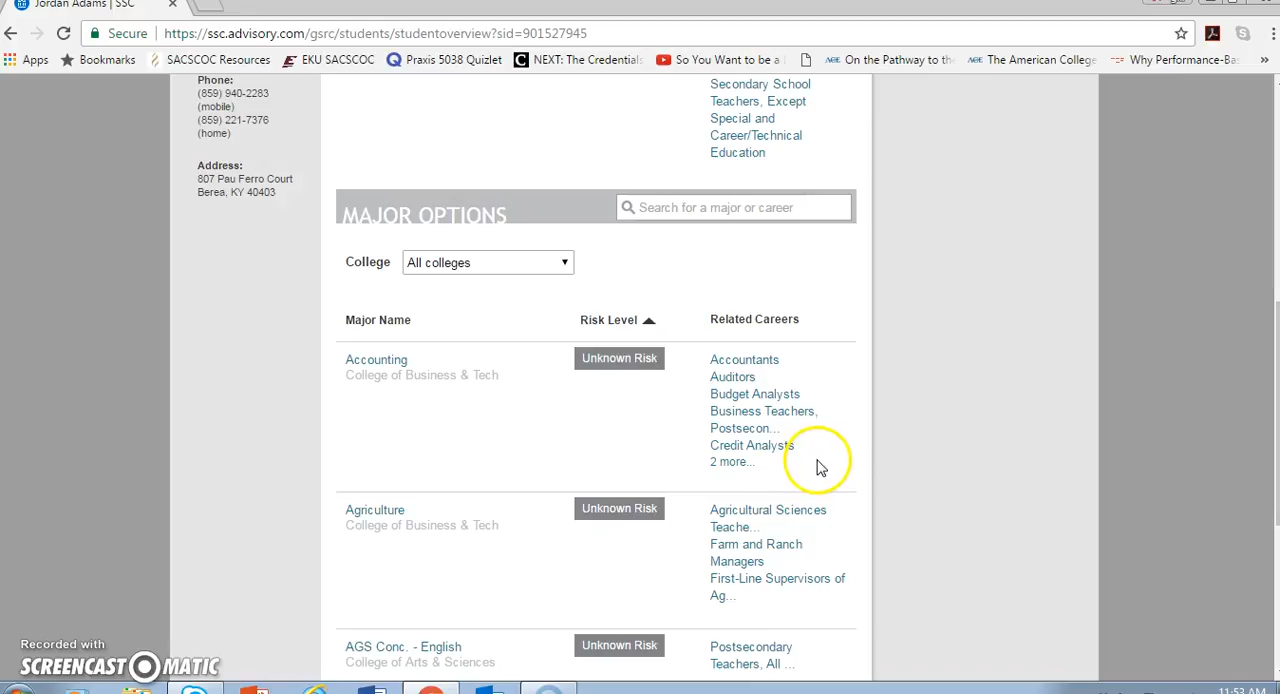 Jordan Adams | SSC
Secure https://ssc.advisory.com/gsrc/students/studentoverview?sid=901527945
Apps Bookmarks SACSCOC Resources EKU SACSCOC Praxis 5038 Quizlet NEXT: The Credentials So You Want to be a On the Pathway to the The American College Why Performance-Bas »
Phone:
(859) 940-2283
(mobile)
(859) 221-7376
(home)
Address:
807 Pau Ferro Court
Berea, KY 40403
Secondary School
Teachers, Except
Special and
Career/Technical
Education
MAJOR OPTIONS Search for a major or career
College All colleges
Major Name Risk Level Related Careers
Accounting
College of Business & Tech
Unknown Risk
Accountants
Auditors
Budget Analysts
Business Teachers,
Postsecon...
Credit Analysts
2 more...
Agriculture
College of Business & Tech
Unknown Risk
Agricultural Sciences
Teache...
Farm and Ranch
Managers
First-Line Supervisors of
Ag...
AGS Conc. - English
College of Arts & Sciences
Unknown Risk
Postsecondary
Teachers, All ...
Recorded with
SCREENCAST MATIC
11:53 AM